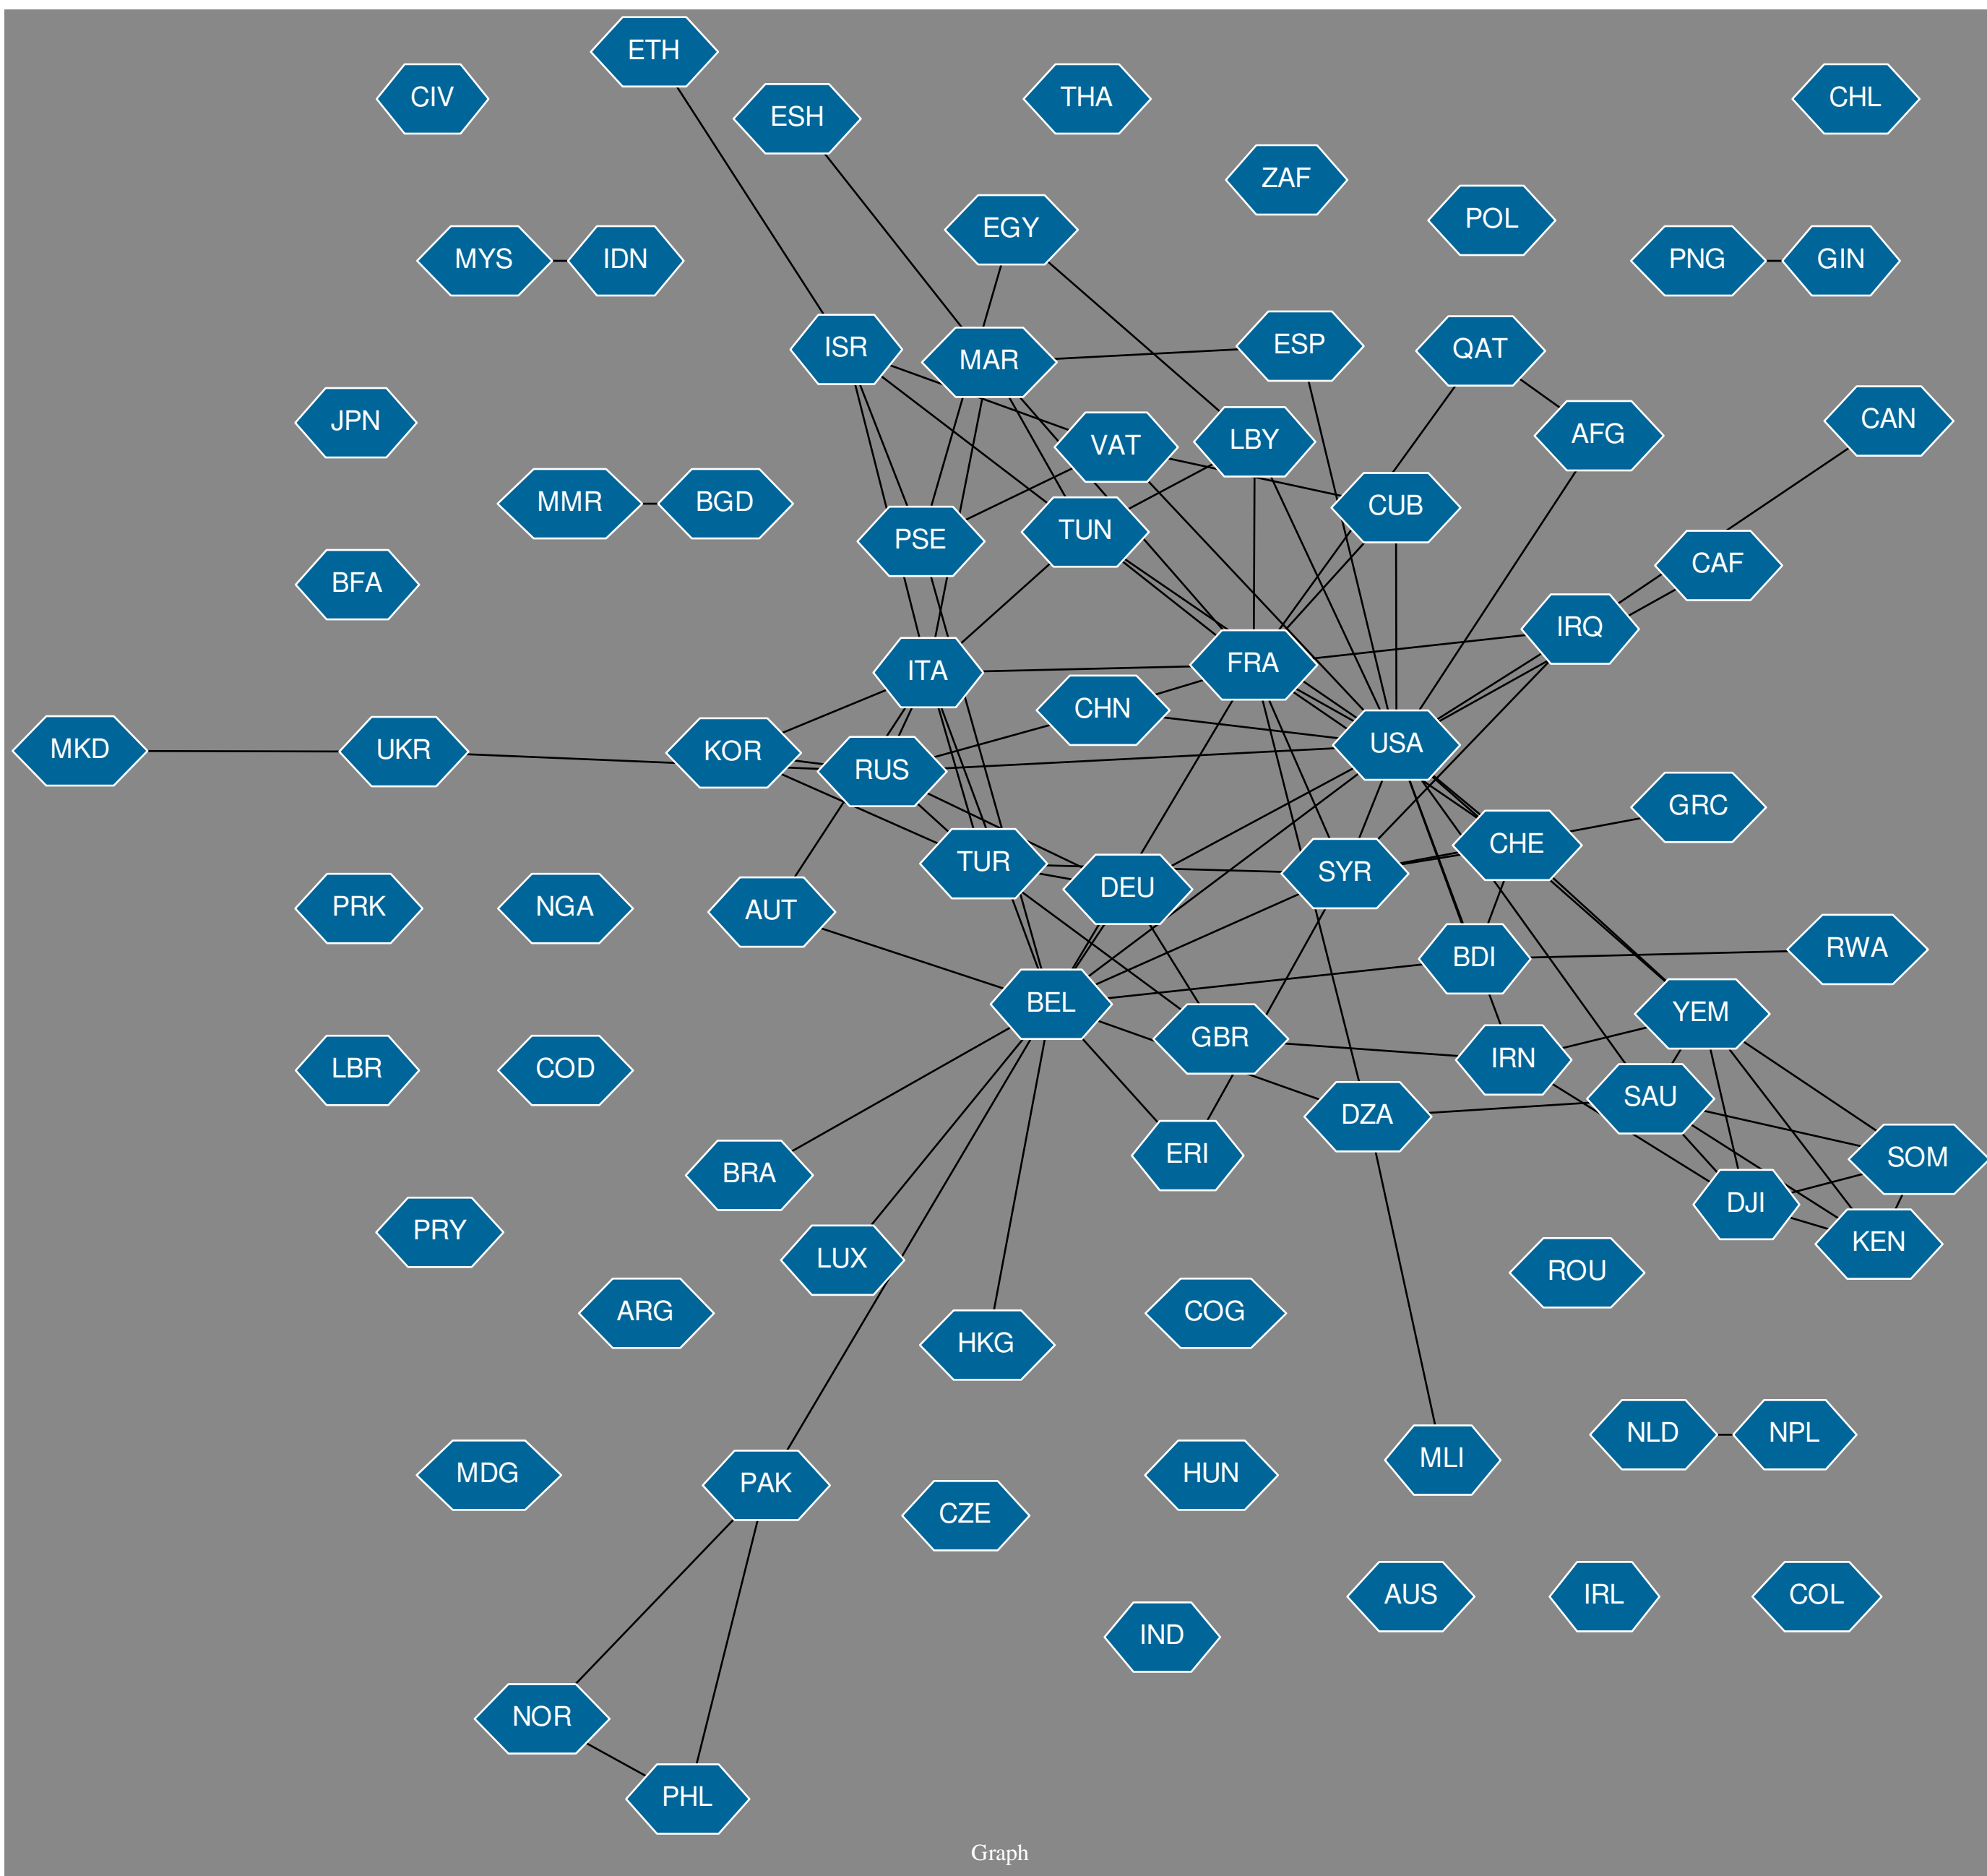 ETH
CIV
ESH
THA
CHL
ZAF
POL
EGY
MYS
IDN
PNG
GIN
ISR
MAR
ESP
QAT
JPN
VAT
LBY
AFG
CAN
MMR
BGD
PSE
TUN
CUB
BFA
CAF
IRQ
ITA
FRA
CHN
USA
MKD
UKR
KOR
RUS
GRC
CHE
TUR
DEU
SYR
PRK
NGA
AUT
BDI
RWA
BEL
YEM
GBR
IRN
LBR
COD
SAU
DZA
BRA
ERI
SOM
DJI
PRY
KEN
LUX
ROU
ARG
COG
HKG
NLD
NPL
MLI
MDG
PAK
HUN
CZE
AUS
IRL
COL
IND
NOR
PHL
Graph